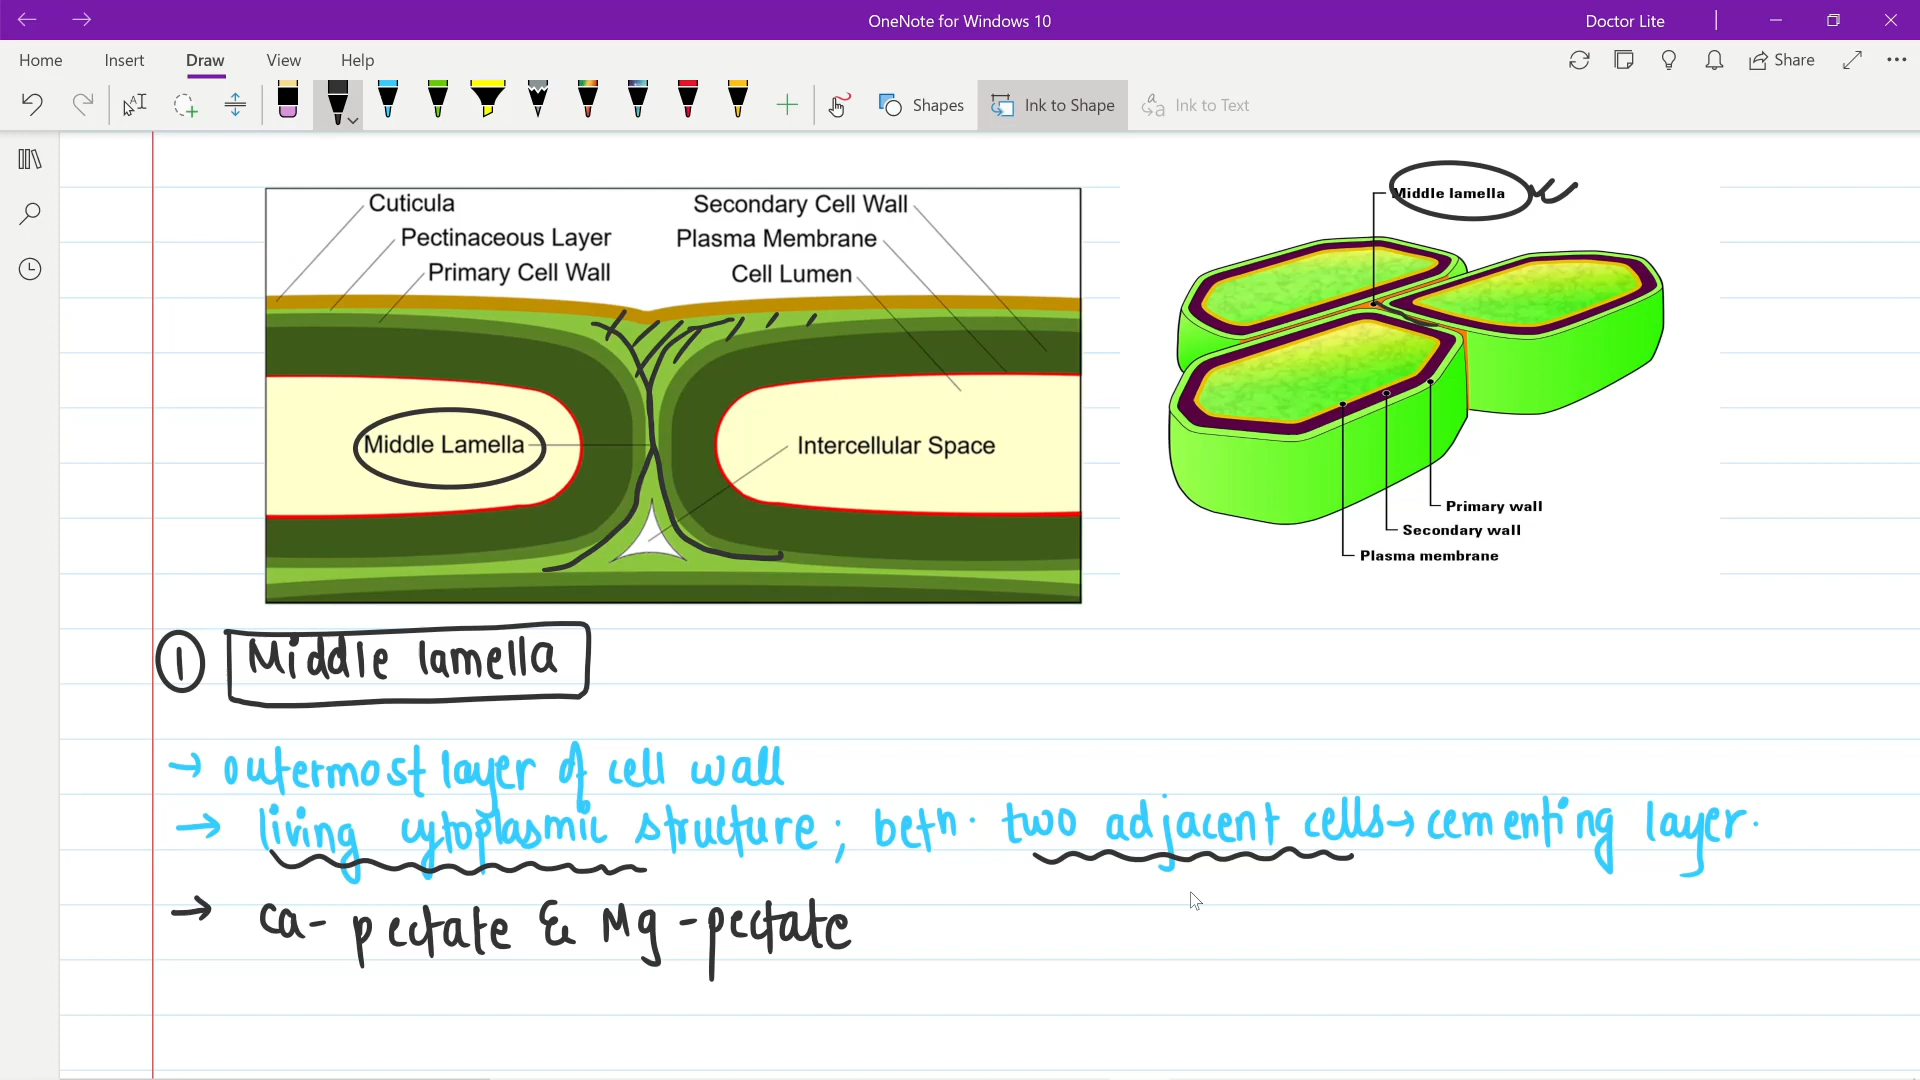 OneNote for Windows 10
Doctor Lite
Home Insert Draw View Help
Share
Shapes
Ink to Shape
Ink to Text
Cuticula
Pectinaceous Layer
Primary Cell Wall
Secondary Cell Wall
Plasma Membrane
Cell Lumen
Middle Lamella
Intercellular Space
Middle lamella
Primary wall
Secondary wall
Plasma membrane
① Middle lamella
→ outermost layer of cell wall
→ living cytoplasmic structure ; betn. two adjacent cells → cementing layer.
→ ca- pectate & Mg -pectate